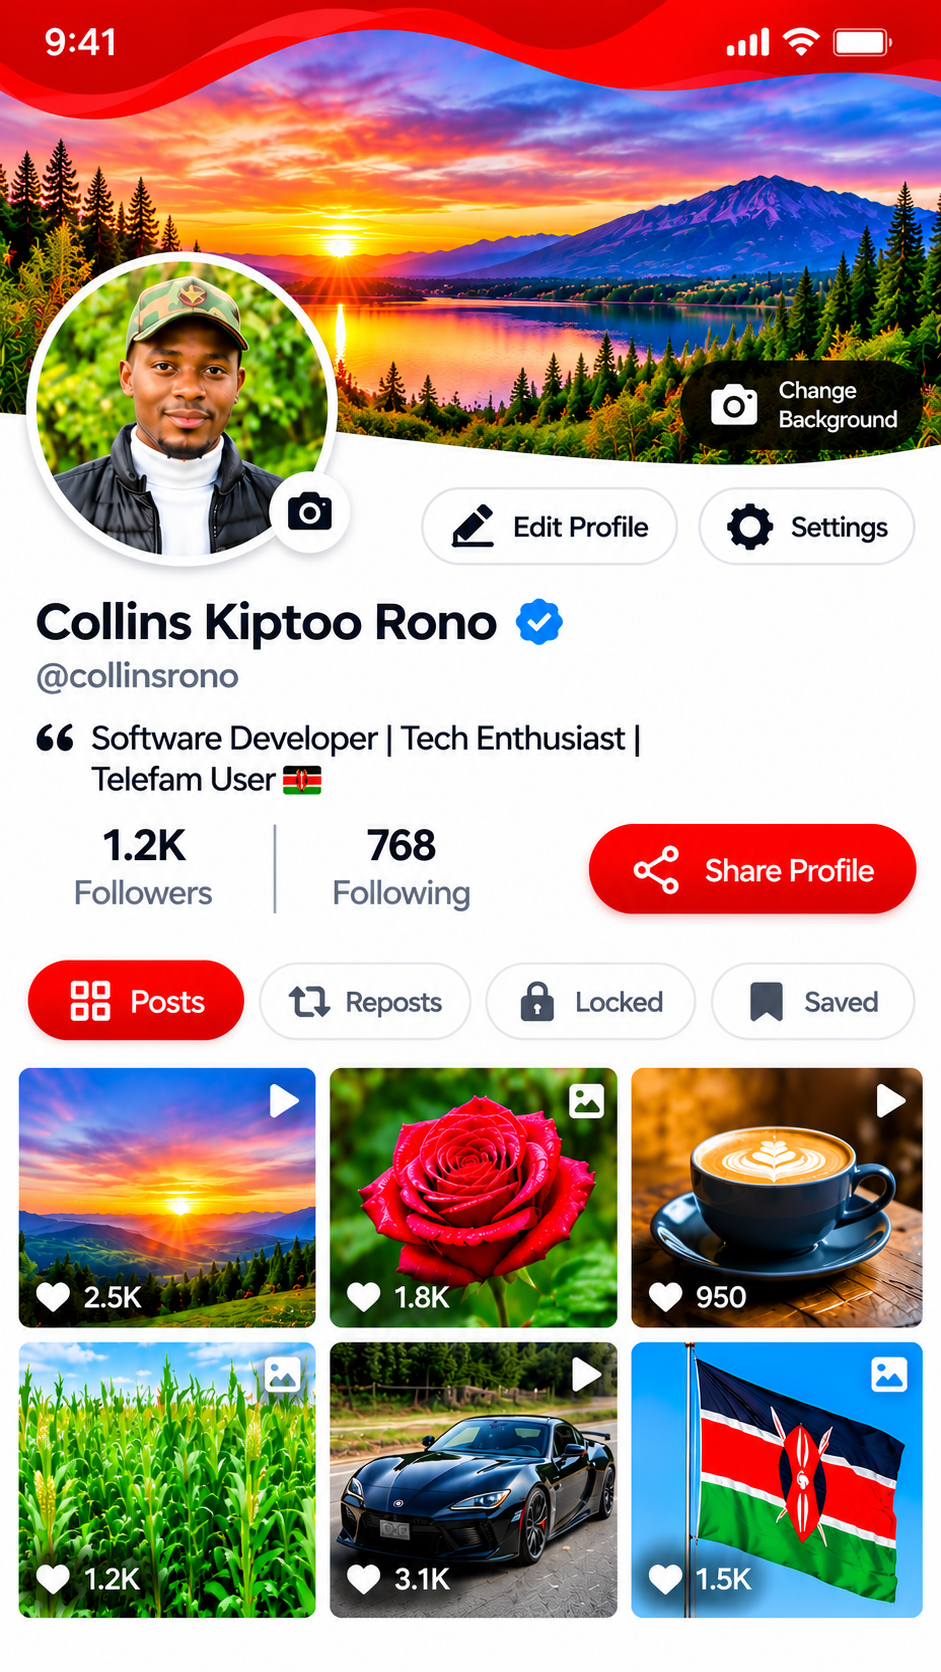 9:41
Change
Background
Edit Profile
Settings
Collins Kiptoo Rono
@collinsrono
“ Software Developer | Tech Enthusiast |
Telefam User 🇰🇪
1.2K
Followers
768
Following
Share Profile
Posts
Reposts
Locked
Saved
2.5K
1.8K
950
1.2K
3.1K
1.5K